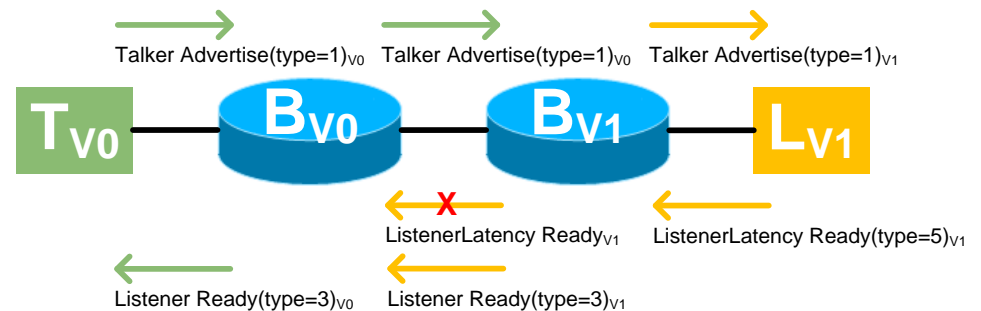 Talker Advertise(type=1)V0
Talker Advertise(type=1)V0
Talker Advertise(type=1)V1
TV0
BV0
BV1
LV1
X
ListenerLatency ReadyV1
ListenerLatency Ready(type=5)V1
Listener Ready(type=3)V0
Listener Ready(type=3)V1